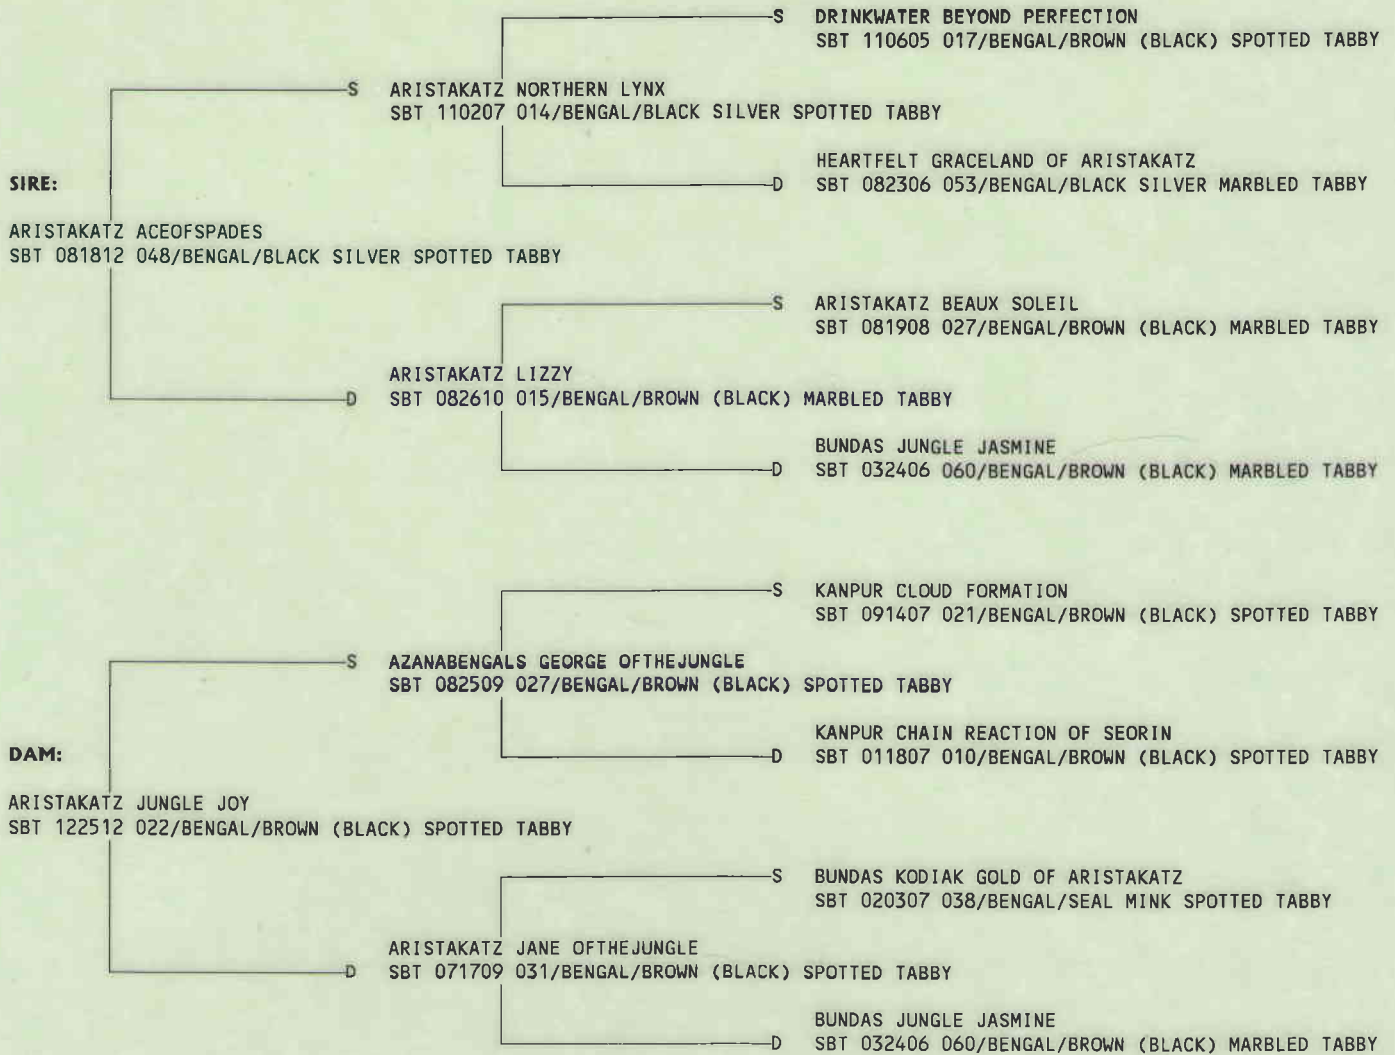 S DRINKWATER BEYOND PERFECTION
SBT 110605 017/BENGAL/BROWN (BLACK) SPOTTED TABBY
S ARISTAKATZ NORTHERN LYNX
SBT 110207 014/BENGAL/BLACK SILVER SPOTTED TABBY
HEARTFELT GRACELAND OF ARISTAKATZ
D SBT 082306 053/BENGAL/BLACK SILVER MARBLED TABBY
SIRE:
ARISTAKATZ ACEOFSPADES
SBT 081812 048/BENGAL/BLACK SILVER SPOTTED TABBY
S ARISTAKATZ BEAUX SOLEIL
SBT 081908 027/BENGAL/BROWN (BLACK) MARBLED TABBY
ARISTAKATZ LIZZY
D SBT 082610 015/BENGAL/BROWN (BLACK) MARBLED TABBY
BUNDAS JUNGLE JASMINE
D SBT 032406 060/BENGAL/BROWN (BLACK) MARBLED TABBY
S KANPUR CLOUD FORMATION
SBT 091407 021/BENGAL/BROWN (BLACK) SPOTTED TABBY
S AZANABENGALS GEORGE OFTHEJUNGLE
SBT 082509 027/BENGAL/BROWN (BLACK) SPOTTED TABBY
KANPUR CHAIN REACTION OF SEORIN
D SBT 011807 010/BENGAL/BROWN (BLACK) SPOTTED TABBY
DAM:
ARISTAKATZ JUNGLE JOY
SBT 122512 022/BENGAL/BROWN (BLACK) SPOTTED TABBY
S BUNDAS KODIAK GOLD OF ARISTAKATZ
SBT 020307 038/BENGAL/SEAL MINK SPOTTED TABBY
ARISTAKATZ JANE OFTHEJUNGLE
D SBT 071709 031/BENGAL/BROWN (BLACK) SPOTTED TABBY
BUNDAS JUNGLE JASMINE
D SBT 032406 060/BENGAL/BROWN (BLACK) MARBLED TABBY